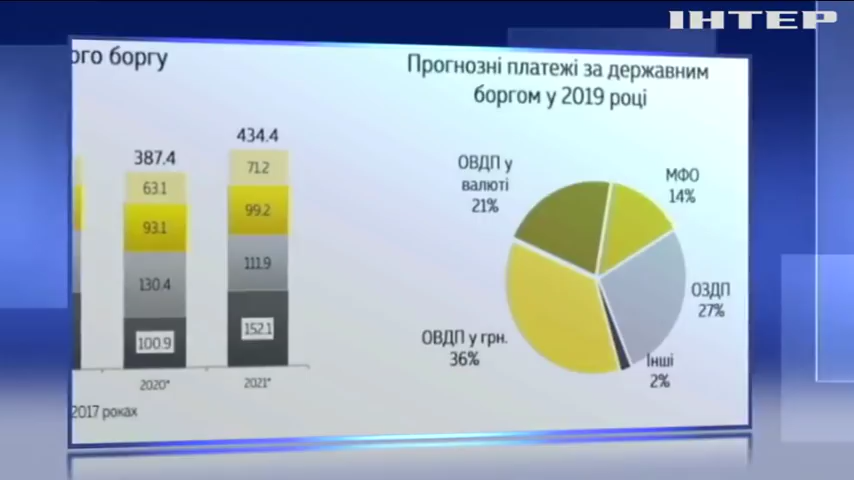 ІНТЕР
ого боргу
387.4
63.1
93.1
130.4
100.9
2020*
434.4
71.2
99.2
111.9
152.1
2021*
2017 роках
Прогнозні платежі за державним
боргом у 2019 році
ОВДП у
валюті
21%
МФО
14%
ОЗДП
27%
Інші
2%
ОВДП у грн.
36%